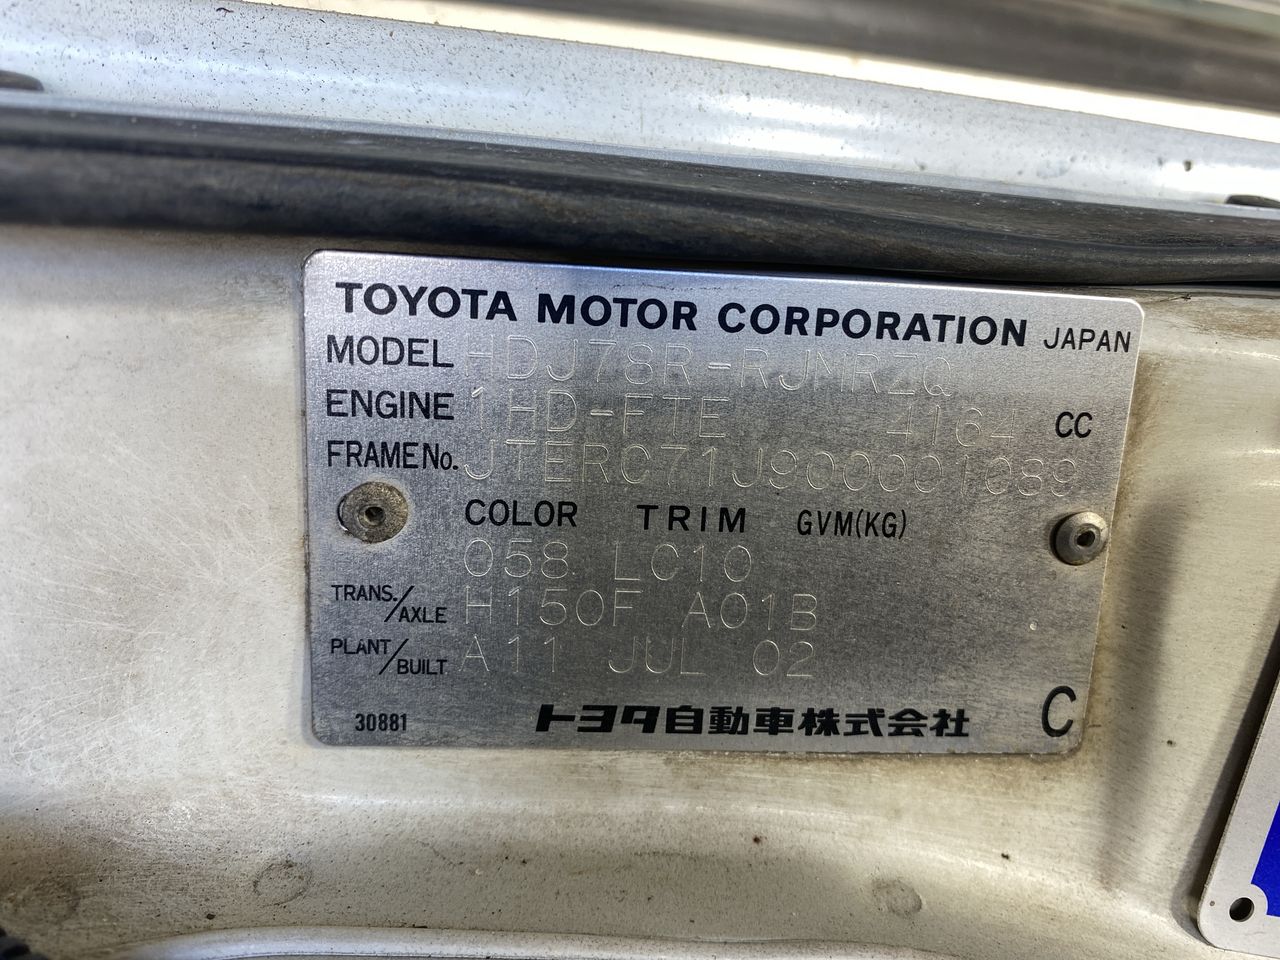 TOYOTA MOTOR CORPORATION JAPAN
MODEL HDJ78R-RJMRZQ
ENGINE 1HD-FTE 4164 CC
FRAME No. JTERC71J900001089
COLOR TRIM GVM(KG)
058 LC10
TRANS./AXLE H150F A01B
PLANT/BUILT A11 JUL 02
30881 トヨタ自動車株式会社 C